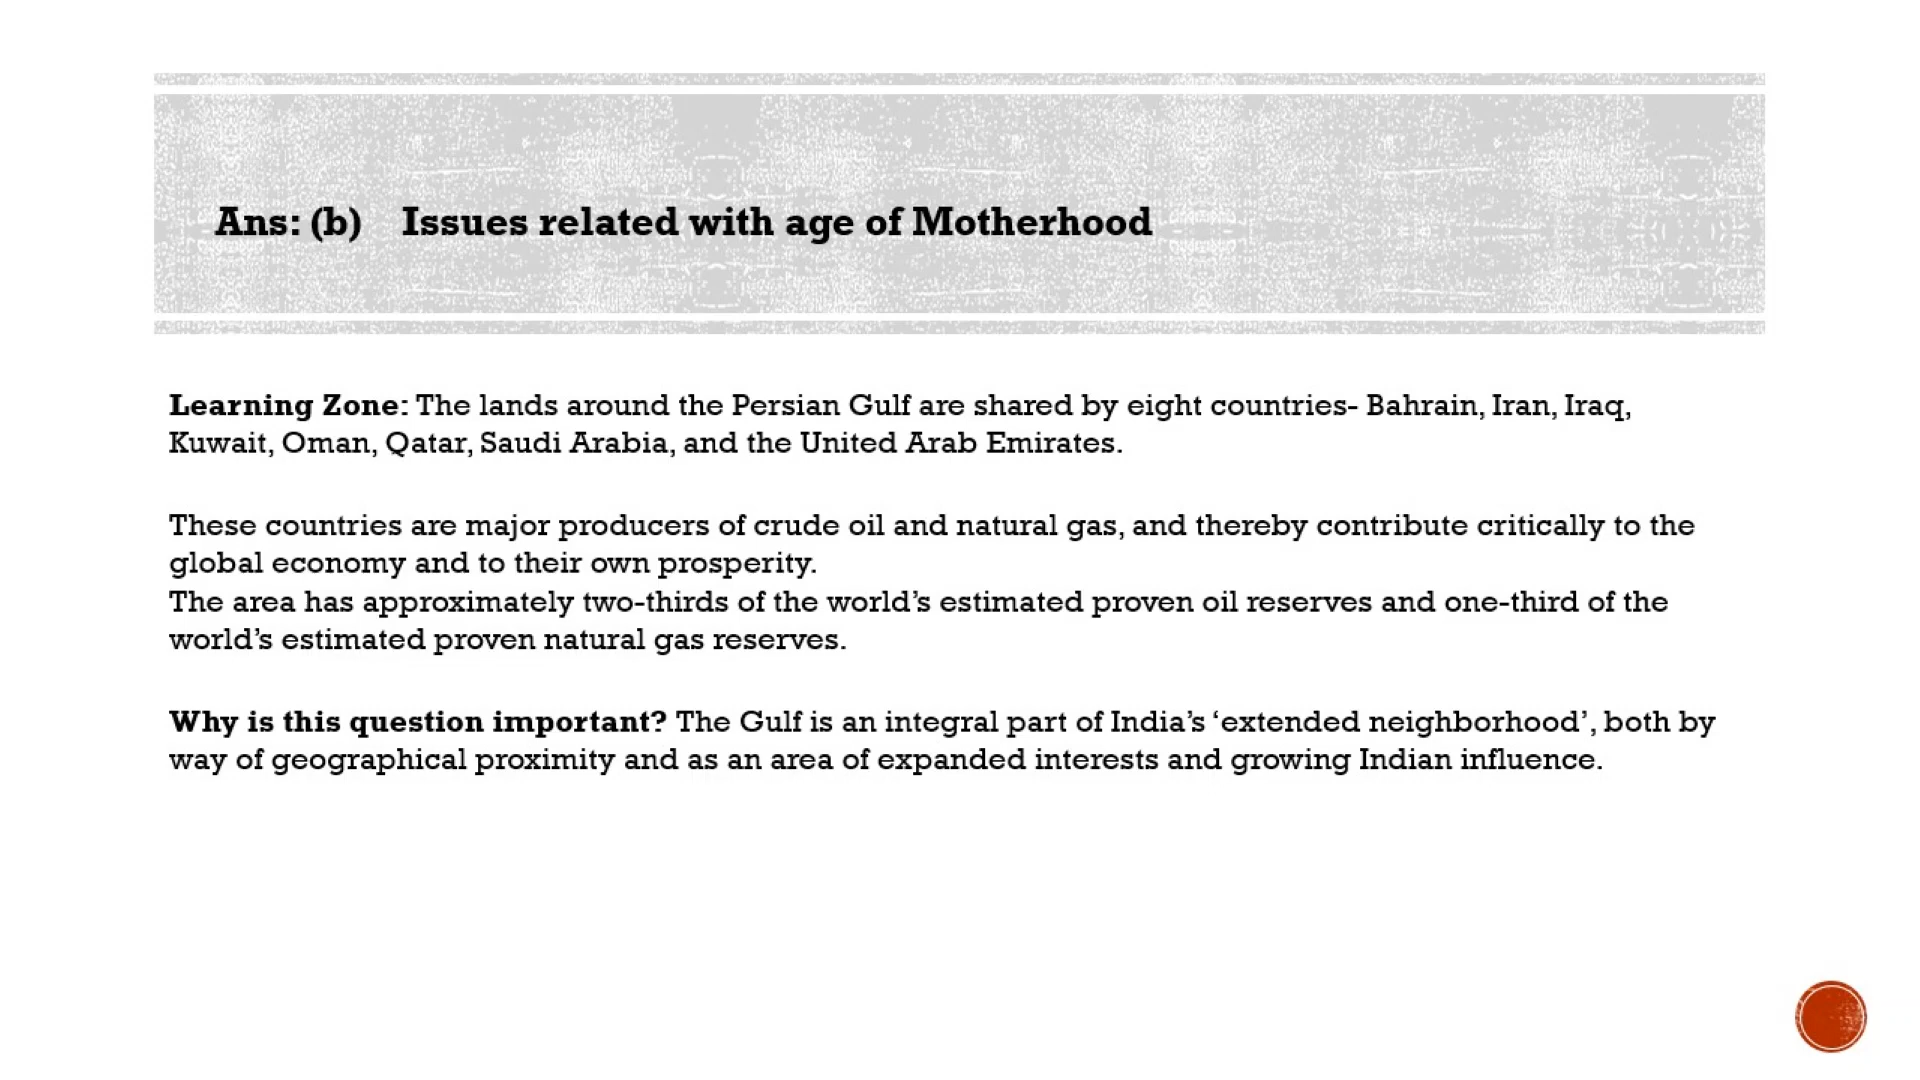 Ans: (b) Issues related with age of Motherhood
Learning Zone: The lands around the Persian Gulf are shared by eight countries- Bahrain, Iran, Iraq,
Kuwait, Oman, Qatar, Saudi Arabia, and the United Arab Emirates.
These countries are major producers of crude oil and natural gas, and thereby contribute critically to the
global economy and to their own prosperity.
The area has approximately two-thirds of the world’s estimated proven oil reserves and one-third of the
world’s estimated proven natural gas reserves.
Why is this question important? The Gulf is an integral part of India’s ‘extended neighborhood’, both by
way of geographical proximity and as an area of expanded interests and growing Indian influence.